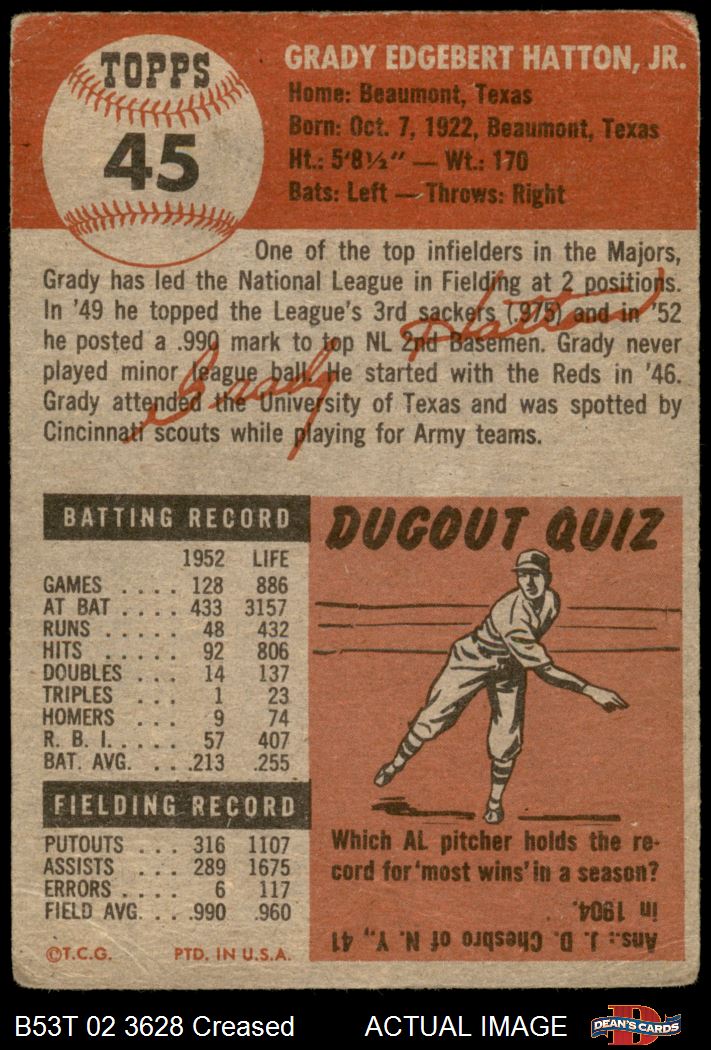 TOPPS
45
GRADY EDGEBERT HATTON, JR.
Home: Beaumont, Texas
Born: Oct. 7, 1922, Beaumont, Texas
Ht.: 5'8½" — Wt.: 170
Bats: Left — Throws: Right
One of the top infielders in the Majors,
Grady has led the National League in Fielding at 2 positions.
In '49 he topped the League's 3rd sackers (.975) and in '52
he posted a .990 mark to top NL 2nd Basemen. Grady never
played minor league ball. He started with the Reds in '46.
Grady attended the University of Texas and was spotted by
Cincinnati scouts while playing for Army teams.
Grady Hatton
BATTING RECORD
1952 LIFE
GAMES .... 128 886
AT BAT .... 433 3157
RUNS ..... 48 432
HITS ..... 92 806
DOUBLES ... 14 137
TRIPLES ... 1 23
HOMERS ... 9 74
R. B. I. .... 57 407
BAT. AVG. ... .213 .255
FIELDING RECORD
PUTOUTS ... 316 1107
ASSISTS ... 289 1675
ERRORS .... 6 117
FIELD AVG. ... .990 .960
©T.C.G. PTD. IN U.S.A.
DUGOUT QUIZ
Which AL pitcher holds the re-
cord for 'most wins' in a season?
Ans.: J. D. Chesbro of N. Y., 41
in 1904.
B53T 02 3628 Creased ACTUAL IMAGE
D
DEAN'S CARDS